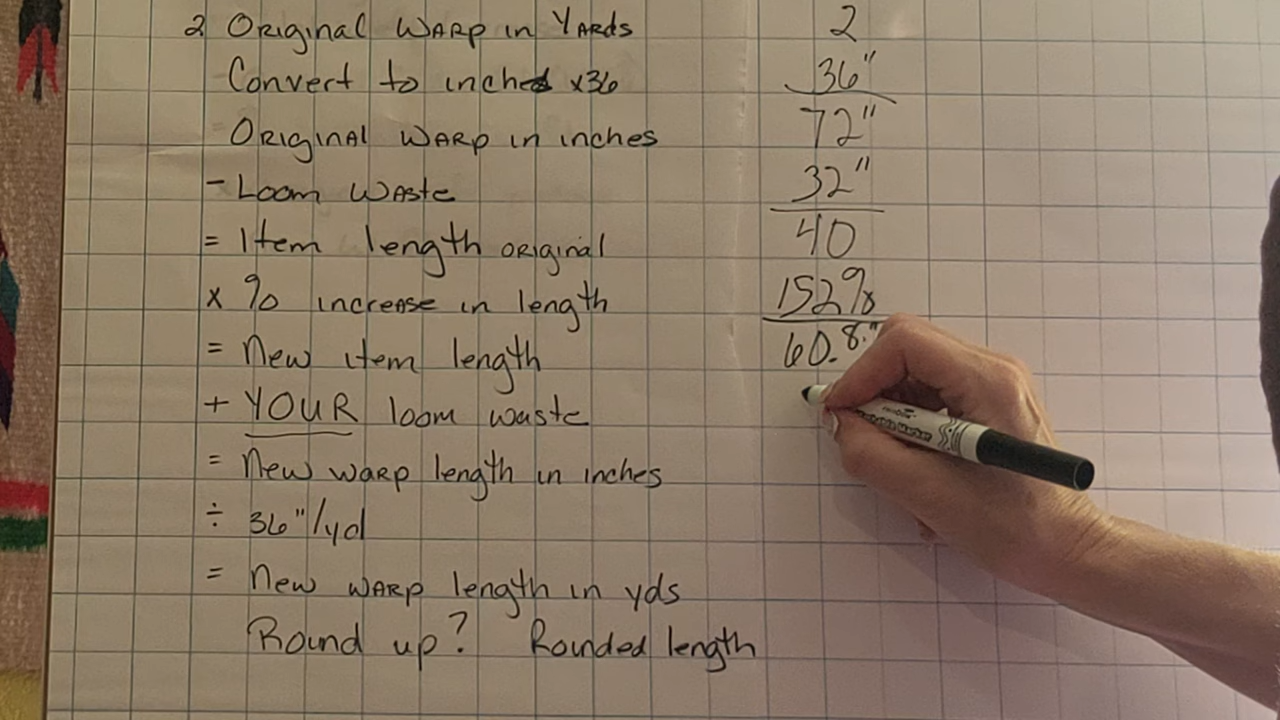 2 Original Warp in Yards 2
Convert to inches x36 36"
Original Warp in inches 72"
- Loom Waste 32"
= Item length original 40
x % increase in length 152%
= New item length 60.8"
+ YOUR loom waste
= New warp length in inches
÷ 36"/yd
= New warp length in yds
Round up? Rounded length